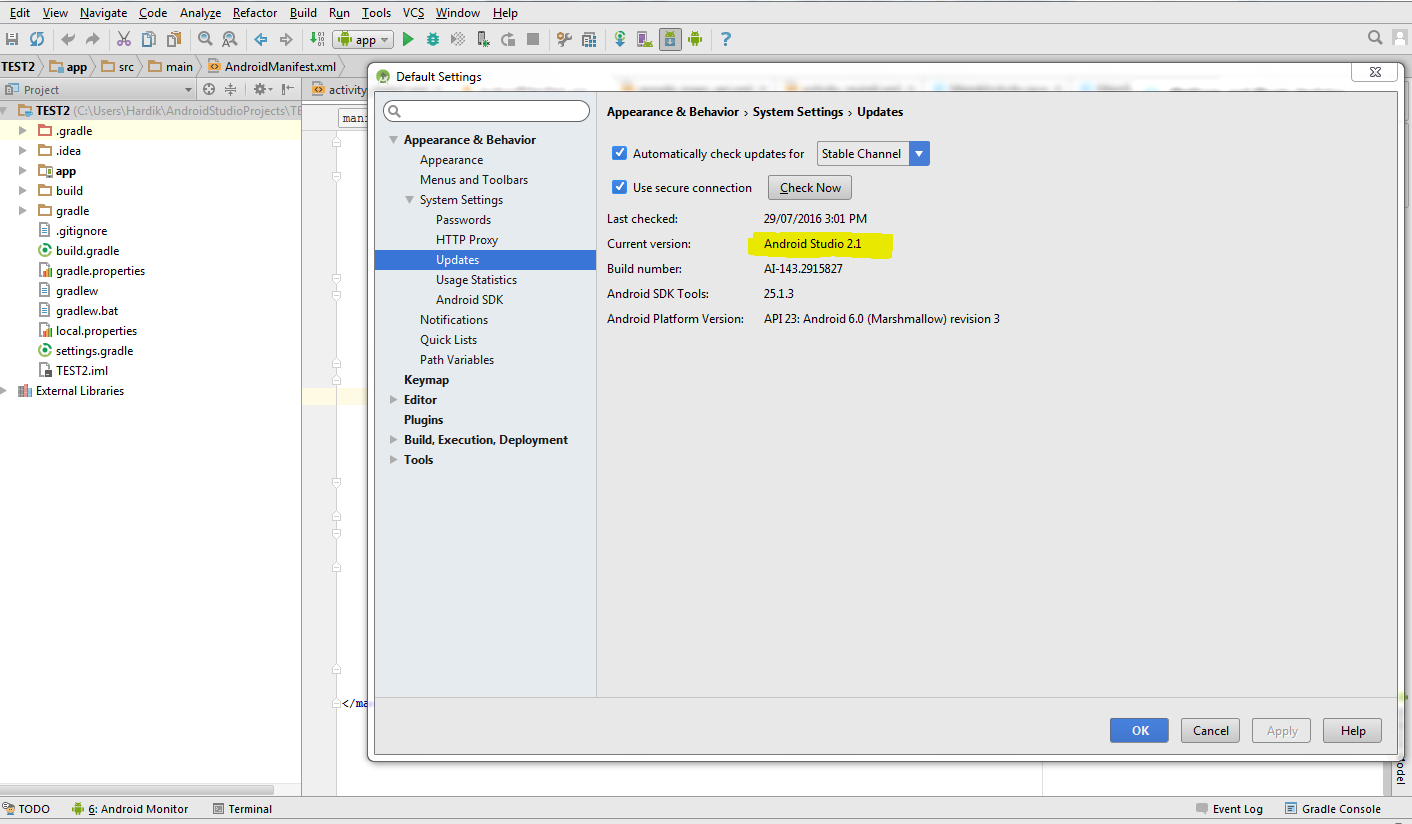 Edit View Navigate Code Analyze Refactor Build Run Tools VCS Window Help
app
TEST2 app src main AndroidManifest.xml
Project
activity
TEST2 (C:\Users\Hardik\AndroidStudioProjects\TE
.gradle
.idea
app
build
gradle
.gitignore
build.gradle
gradle.properties
gradlew
gradlew.bat
local.properties
settings.gradle
TEST2.iml
External Libraries
Default Settings
Appearance & Behavior
Appearance
Menus and Toolbars
System Settings
Passwords
HTTP Proxy
Updates
Usage Statistics
Android SDK
Notifications
Quick Lists
Path Variables
Keymap
Editor
Plugins
Build, Execution, Deployment
Tools
Appearance & Behavior › System Settings › Updates
Automatically check updates for Stable Channel
Use secure connection Check Now
Last checked: 29/07/2016 3:01 PM
Current version: Android Studio 2.1
Build number: AI-143.2915827
Android SDK Tools: 25.1.3
Android Platform Version: API 23: Android 6.0 (Marshmallow) revision 3
</ma
OK Cancel Apply Help
TODO 6: Android Monitor Terminal Event Log Gradle Console